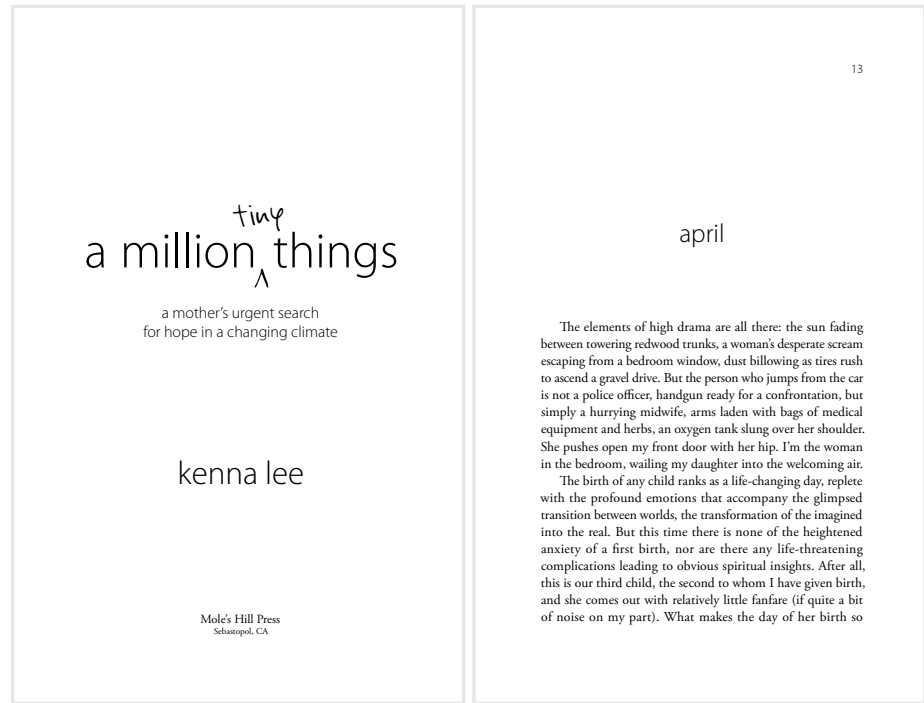 tiny
a million things
a mother's urgent search
for hope in a changing climate
kenna lee
Mole's Hill Press
Sebastopol, CA
13
april
The elements of high drama are all there: the sun fading
between towering redwood trunks, a woman's desperate scream
escaping from a bedroom window, dust billowing as tires rush
to ascend a gravel drive. But the person who jumps from the car
is not a police officer, handgun ready for a confrontation, but
simply a hurrying midwife, arms laden with bags of medical
equipment and herbs, an oxygen tank slung over her shoulder.
She pushes open my front door with her hip. I'm the woman
in the bedroom, wailing my daughter into the welcoming air.
The birth of any child ranks as a life-changing day, replete
with the profound emotions that accompany the glimpsed
transition between worlds, the transformation of the imagined
into the real. But this time there is none of the heightened
anxiety of a first birth, nor are there any life-threatening
complications leading to obvious spiritual insights. After all,
this is our third child, the second to whom I have given birth,
and she comes out with relatively little fanfare (if quite a bit
of noise on my part). What makes the day of her birth so